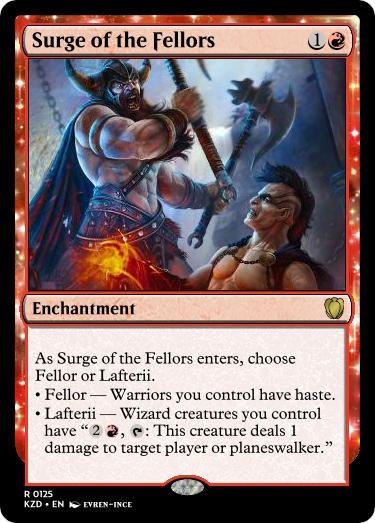 Surge of the Fellors 1
Enchantment
As Surge of the Fellors enters, choose
Fellor or Lafterii.
• Fellor — Warriors you control have haste.
• Lafterii — Wizard creatures you control
have “2 , : This creature deals 1
damage to target player or planeswalker.”
R 0125
KZD • EN EVREN-INCE